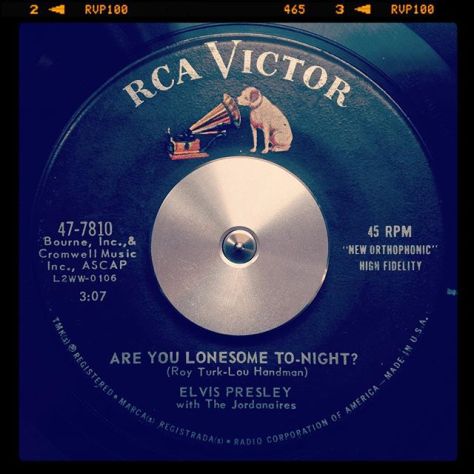 2 RVP100 465 3 RVP100
RCA VICTOR
47-7810
Bourne, Inc.,&
Cromwell Music
Inc., ASCAP
L2WW-0106
3:07
45 RPM
"NEW ORTHOPHONIC"
HIGH FIDELITY
ARE YOU LONESOME TO-NIGHT?
(Roy Turk-Lou Handman)
ELVIS PRESLEY
with The Jordanaires
TMK(s) ® REGISTERED • MARCA(s) REGISTRADA(s) • RADIO CORPORATION OF AMERICA — MADE IN U.S.A.